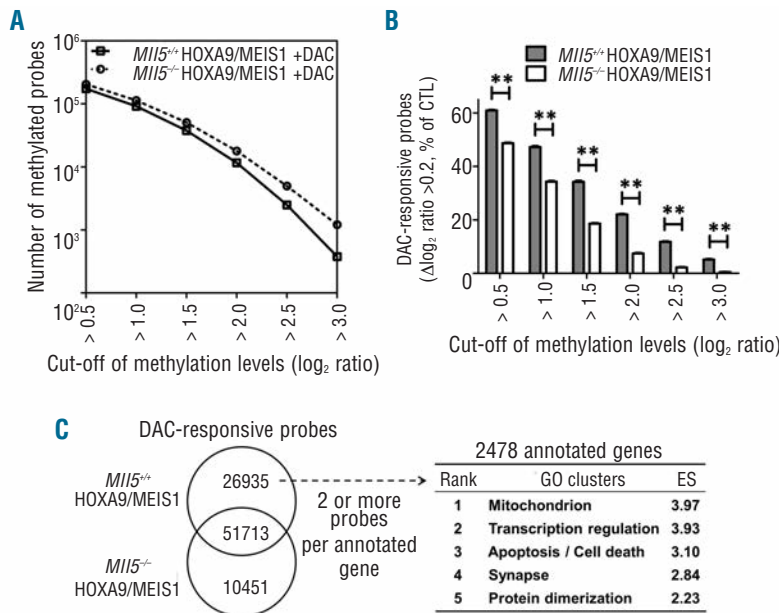 A
Number of methylated probes
10⁶
10⁵
10⁴
10³
10²
Mll5⁺/⁺ HOXA9/MEIS1 +DAC
Mll5⁻/⁻ HOXA9/MEIS1 +DAC
> 0.5
> 1.0
> 1.5
> 2.0
> 2.5
> 3.0
Cut-off of methylation levels (log₂ ratio)
B
DAC-responsive probes
(Δlog₂ ratio >0.2, % of CTL)
60
40
20
0
Mll5⁺/⁺ HOXA9/MEIS1
Mll5⁻/⁻ HOXA9/MEIS1
** ** ** ** ** **
> 0.5
> 1.0
> 1.5
> 2.0
> 2.5
> 3.0
Cut-off of methylation levels (log₂ ratio)
C
DAC-responsive probes
Mll5⁺/⁺
HOXA9/MEIS1
26935
51713
Mll5⁻/⁻
HOXA9/MEIS1
10451
2 or more
probes
per annotated
gene
2478 annotated genes
Rank GO clusters ES
1 Mitochondrion 3.97
2 Transcription regulation 3.93
3 Apoptosis / Cell death 3.10
4 Synapse 2.84
5 Protein dimerization 2.23